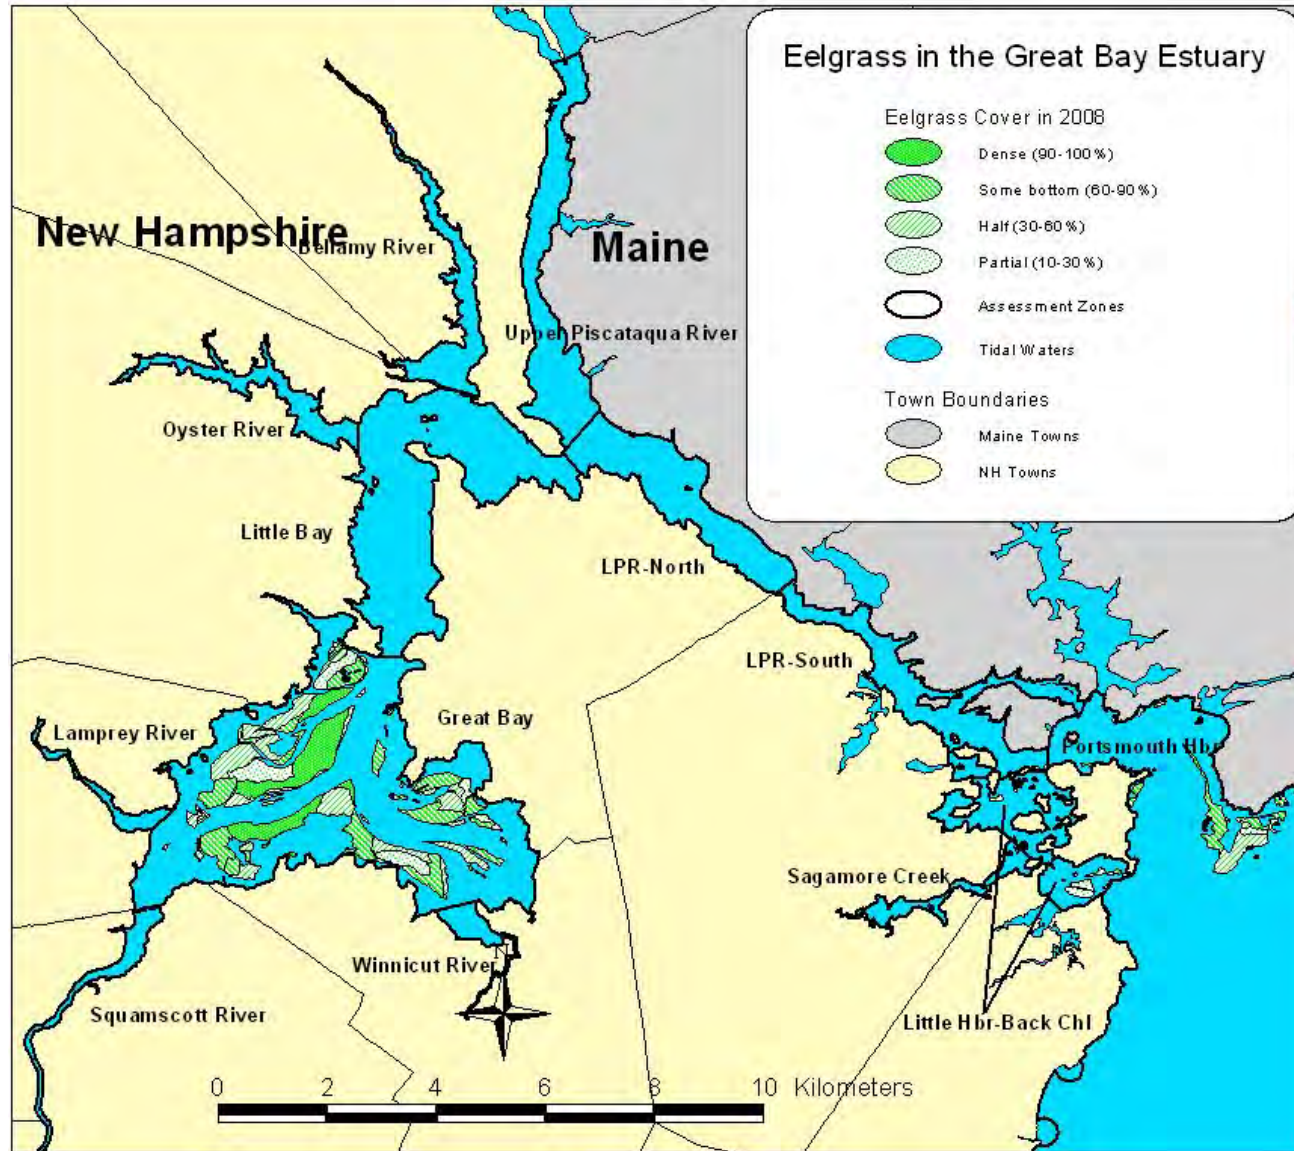 Eelgrass in the Great Bay Estuary
Eelgrass Cover in 2008
Dense (90-100%)
Some bottom (60-90%)
Half (30-60%)
Partial (10-30%)
Assessment Zones
Tidal Waters
Town Boundaries
Maine Towns
NH Towns
New Hampshire
Maine
Bellamy River
Upper Piscataqua River
Oyster River
Little Bay
LPR-North
LPR-South
Lamprey River
Great Bay
Portsmouth Hbr
Sagamore Creek
Winnicut River
N
Squamscott River
Little Hbr-Back Chl
0 2 4 6 8 10 Kilometers